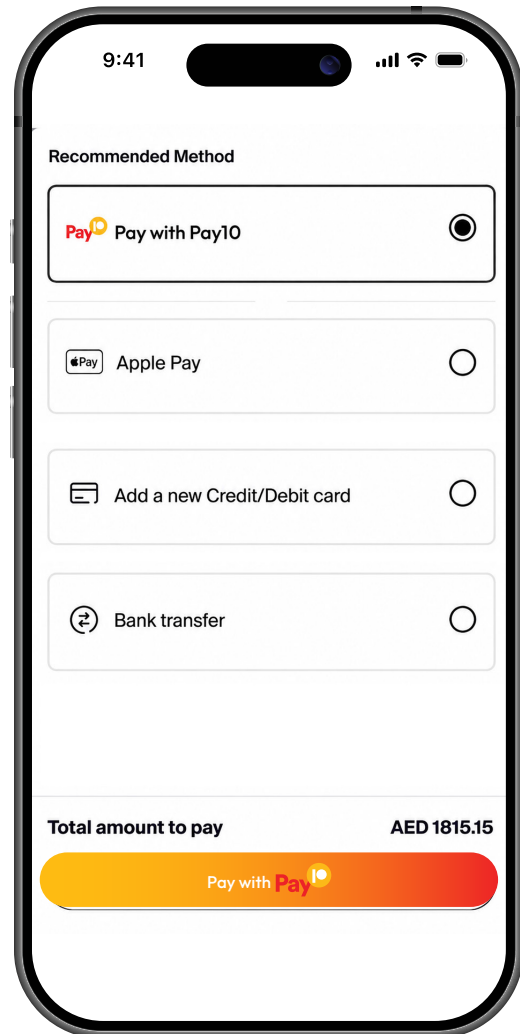 9:41
Recommended Method
Pay10 Pay with Pay10
Pay Apple Pay
Add a new Credit/Debit card
Bank transfer
Total amount to pay AED 1815.15
Pay with Pay10